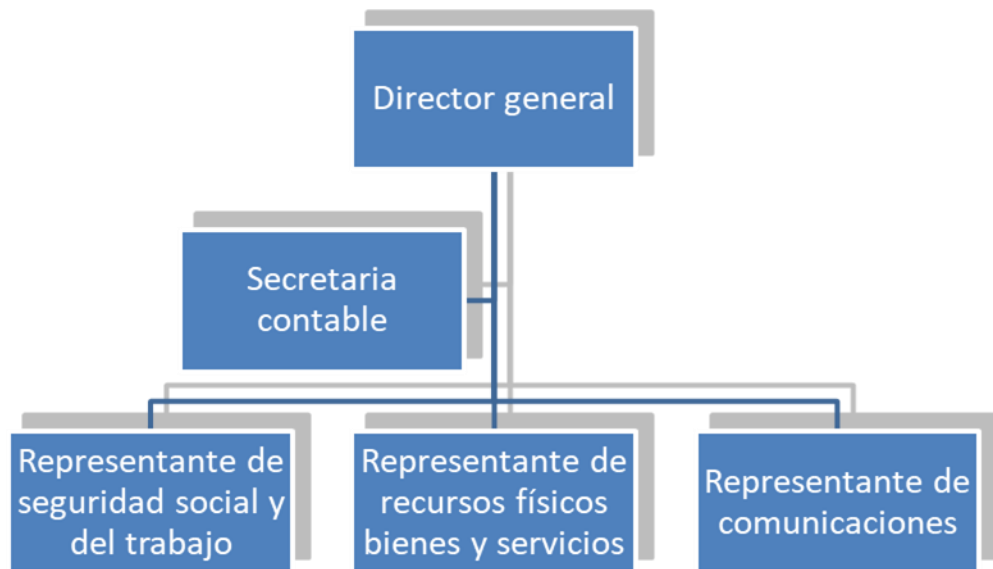 Director general
Secretaria
contable
Representante de
seguridad social y
del trabajo
Representante de
recursos físicos
bienes y servicios
Representante de
comunicaciones